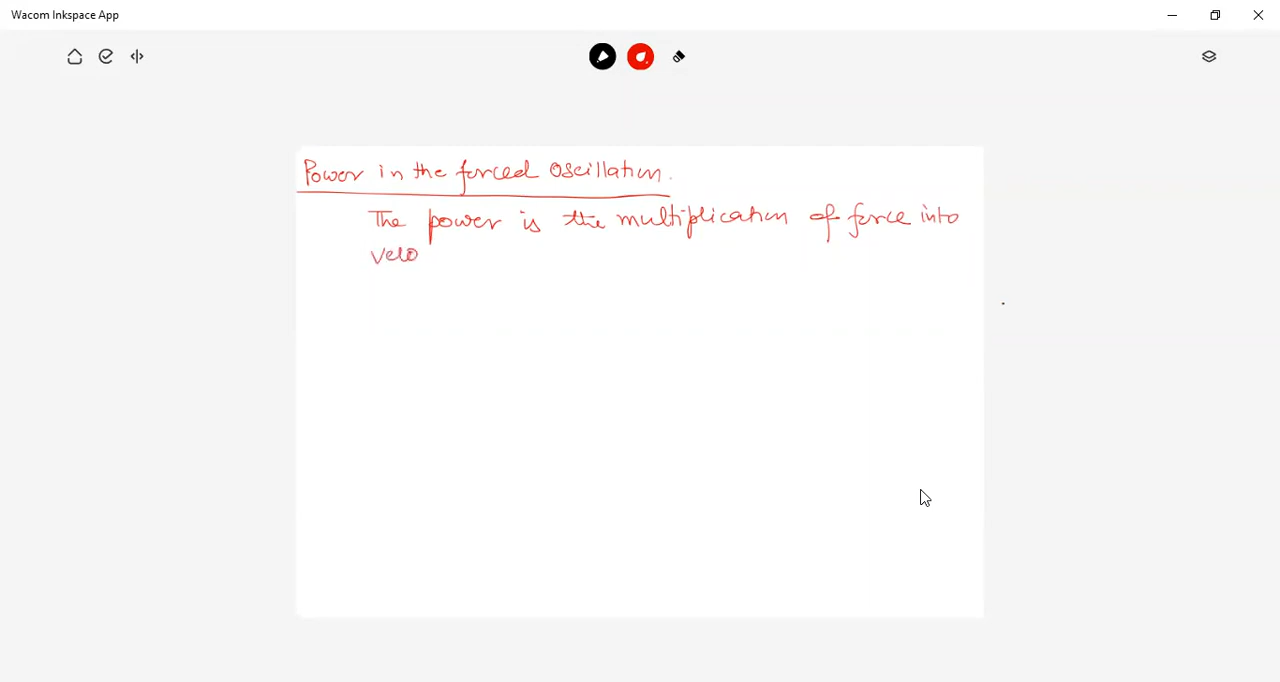 Wacom Inkspace App
Power in the forced Oscillation.
The power is the multiplication of force into
velo